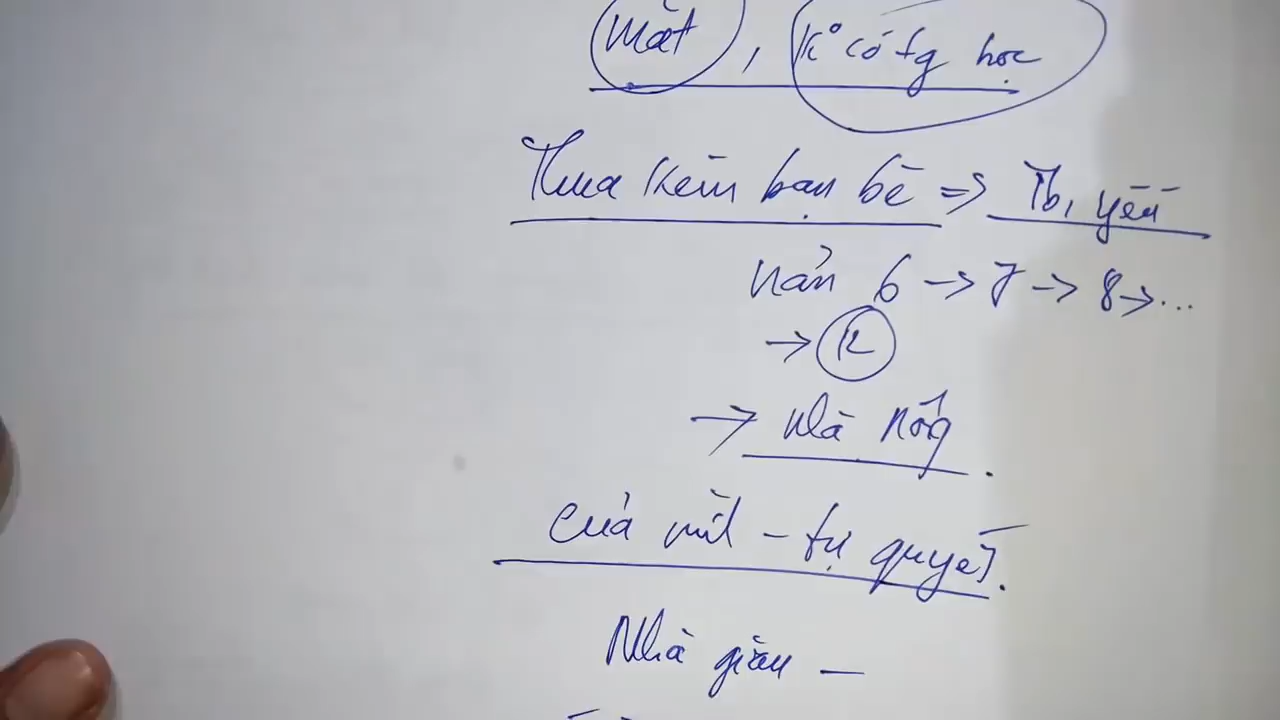 mất, k° có tg học
Thua kém bạn bè => Tb, yếu
nản 6 -> 7 -> 8 -> ...
->
-> nhà nông.
của mình - tự quyết.
Nhà giàu -